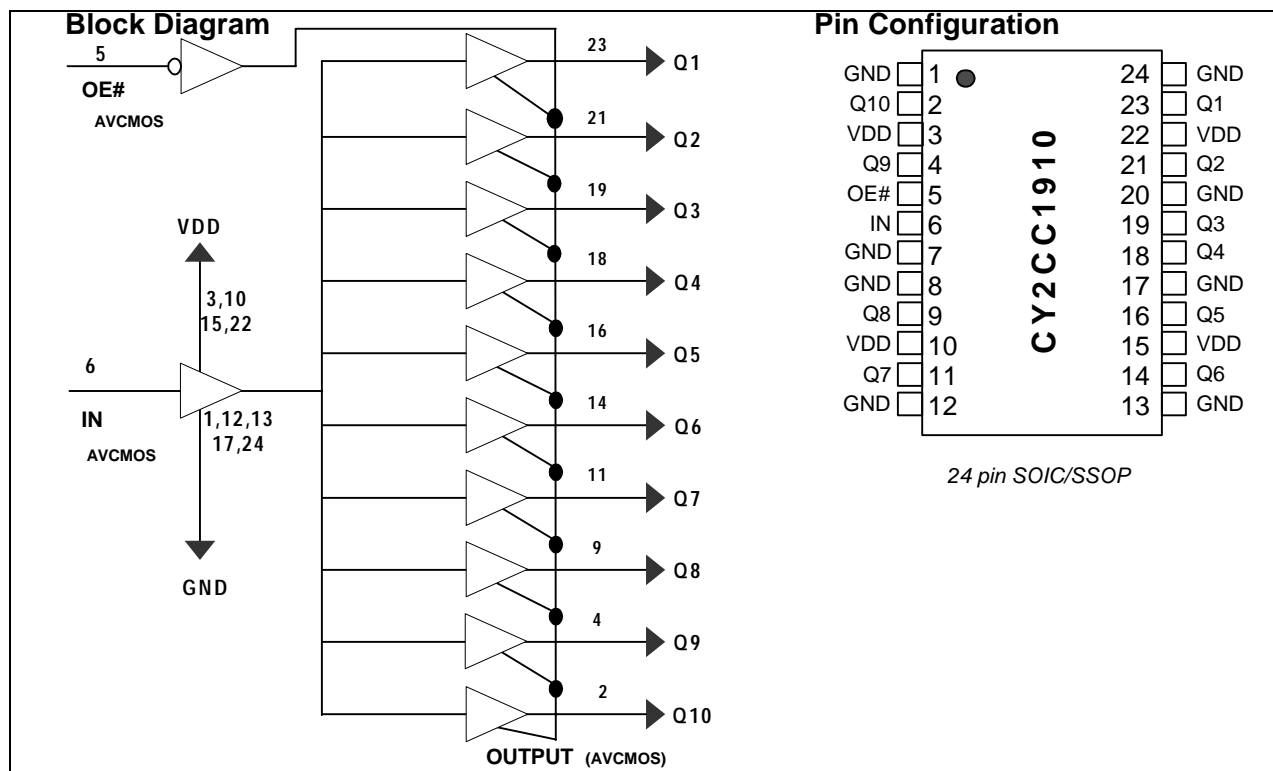 Block Diagram
5
OE#
AVCMOS
VDD
3,10
15,22
6
IN
AVCMOS
1,12,13
17,24
GND
23
Q1
21
Q2
19
Q3
18
Q4
16
Q5
14
Q6
11
Q7
9
Q8
4
Q9
2
Q10
OUTPUT (AVCMOS)
Pin Configuration
GND 1 24 GND
Q10 2 23 Q1
VDD 3 22 VDD
Q9 4 21 Q2
OE# 5 20 GND
IN 6 19 Q3
GND 7 18 Q4
GND 8 17 GND
Q8 9 16 Q5
VDD 10 15 VDD
Q7 11 14 Q6
GND 12 13 GND
CY2CC1910
24 pin SOIC/SSOP